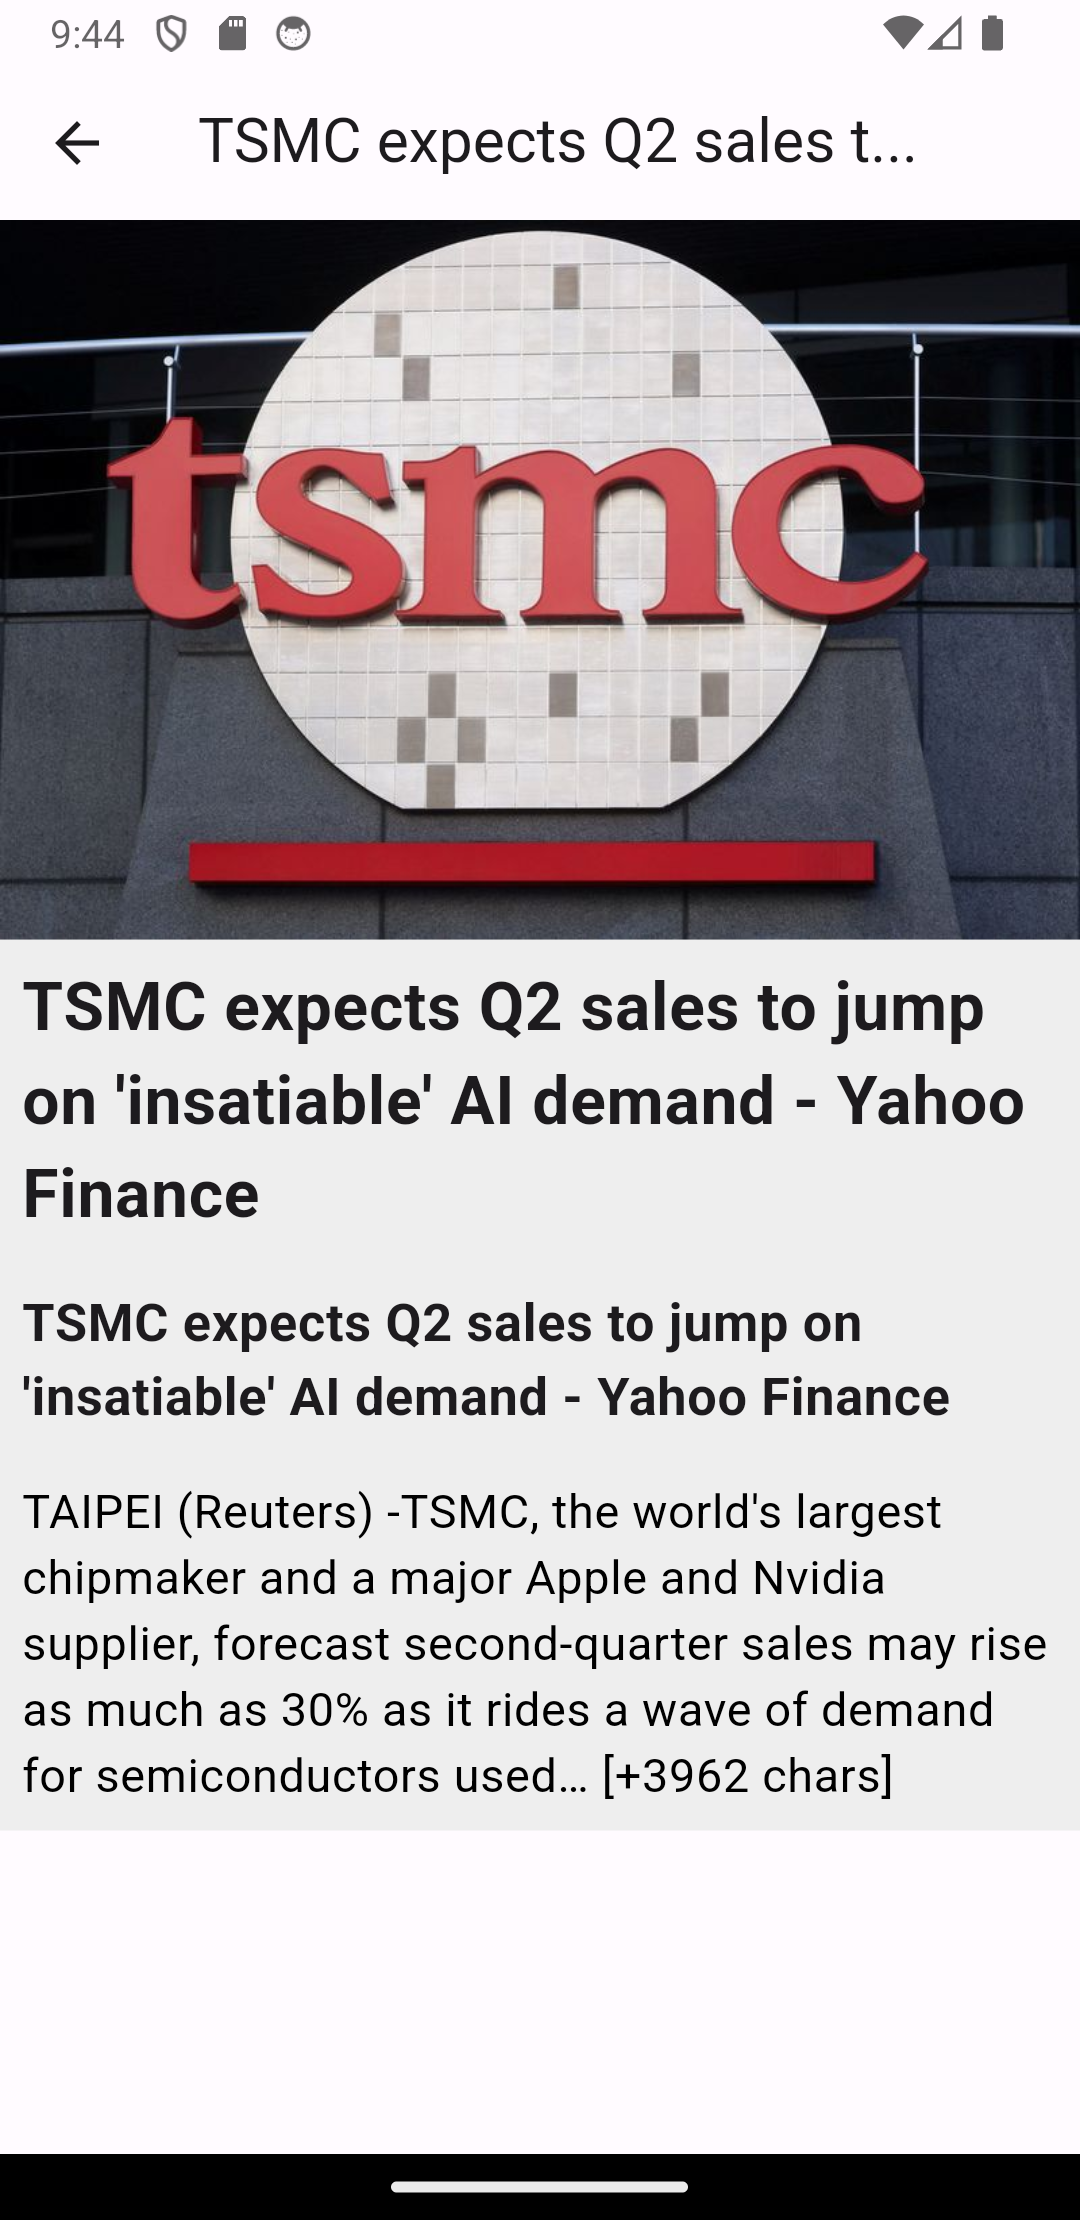 9:44
TSMC expects Q2 sales t...
tsmc
TSMC expects Q2 sales to jump
on 'insatiable' AI demand - Yahoo
Finance
TSMC expects Q2 sales to jump on
'insatiable' AI demand - Yahoo Finance
TAIPEI (Reuters) -TSMC, the world's largest
chipmaker and a major Apple and Nvidia
supplier, forecast second-quarter sales may rise
as much as 30% as it rides a wave of demand
for semiconductors used… [+3962 chars]